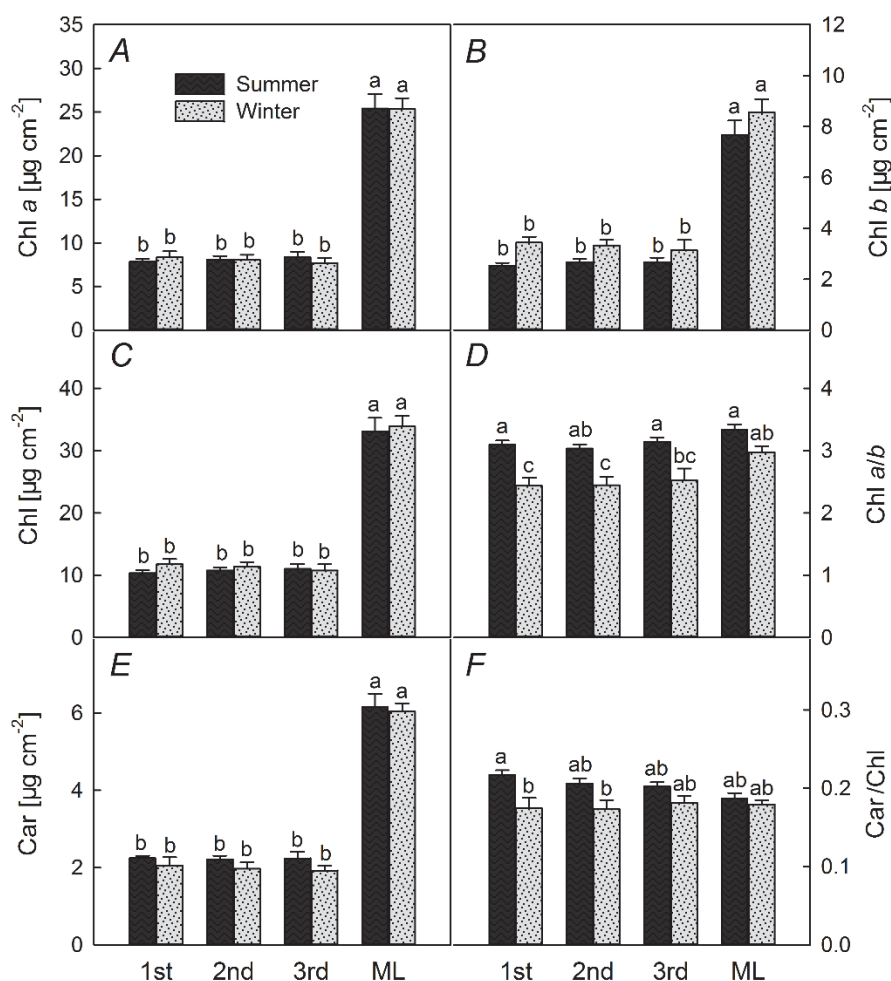 A
Summer
Winter
35
30
25
20
15
10
5
0
Chl a [µg cm-2]
b b b b b b a a
B
12
10
8
6
4
2
0
Chl b [µg cm-2]
b b b b b b a a
C
40
30
20
10
0
Chl [µg cm-2]
b b b b b b a a
D
4
3
2
1
0
Chl a/b
a c ab c a bc a ab
E
6
4
2
0
Car [µg cm-2]
b b b b b b a a
1st 2nd 3rd ML
F
0.3
0.2
0.1
0.0
Car /Chl
a b ab b ab ab ab ab
1st 2nd 3rd ML